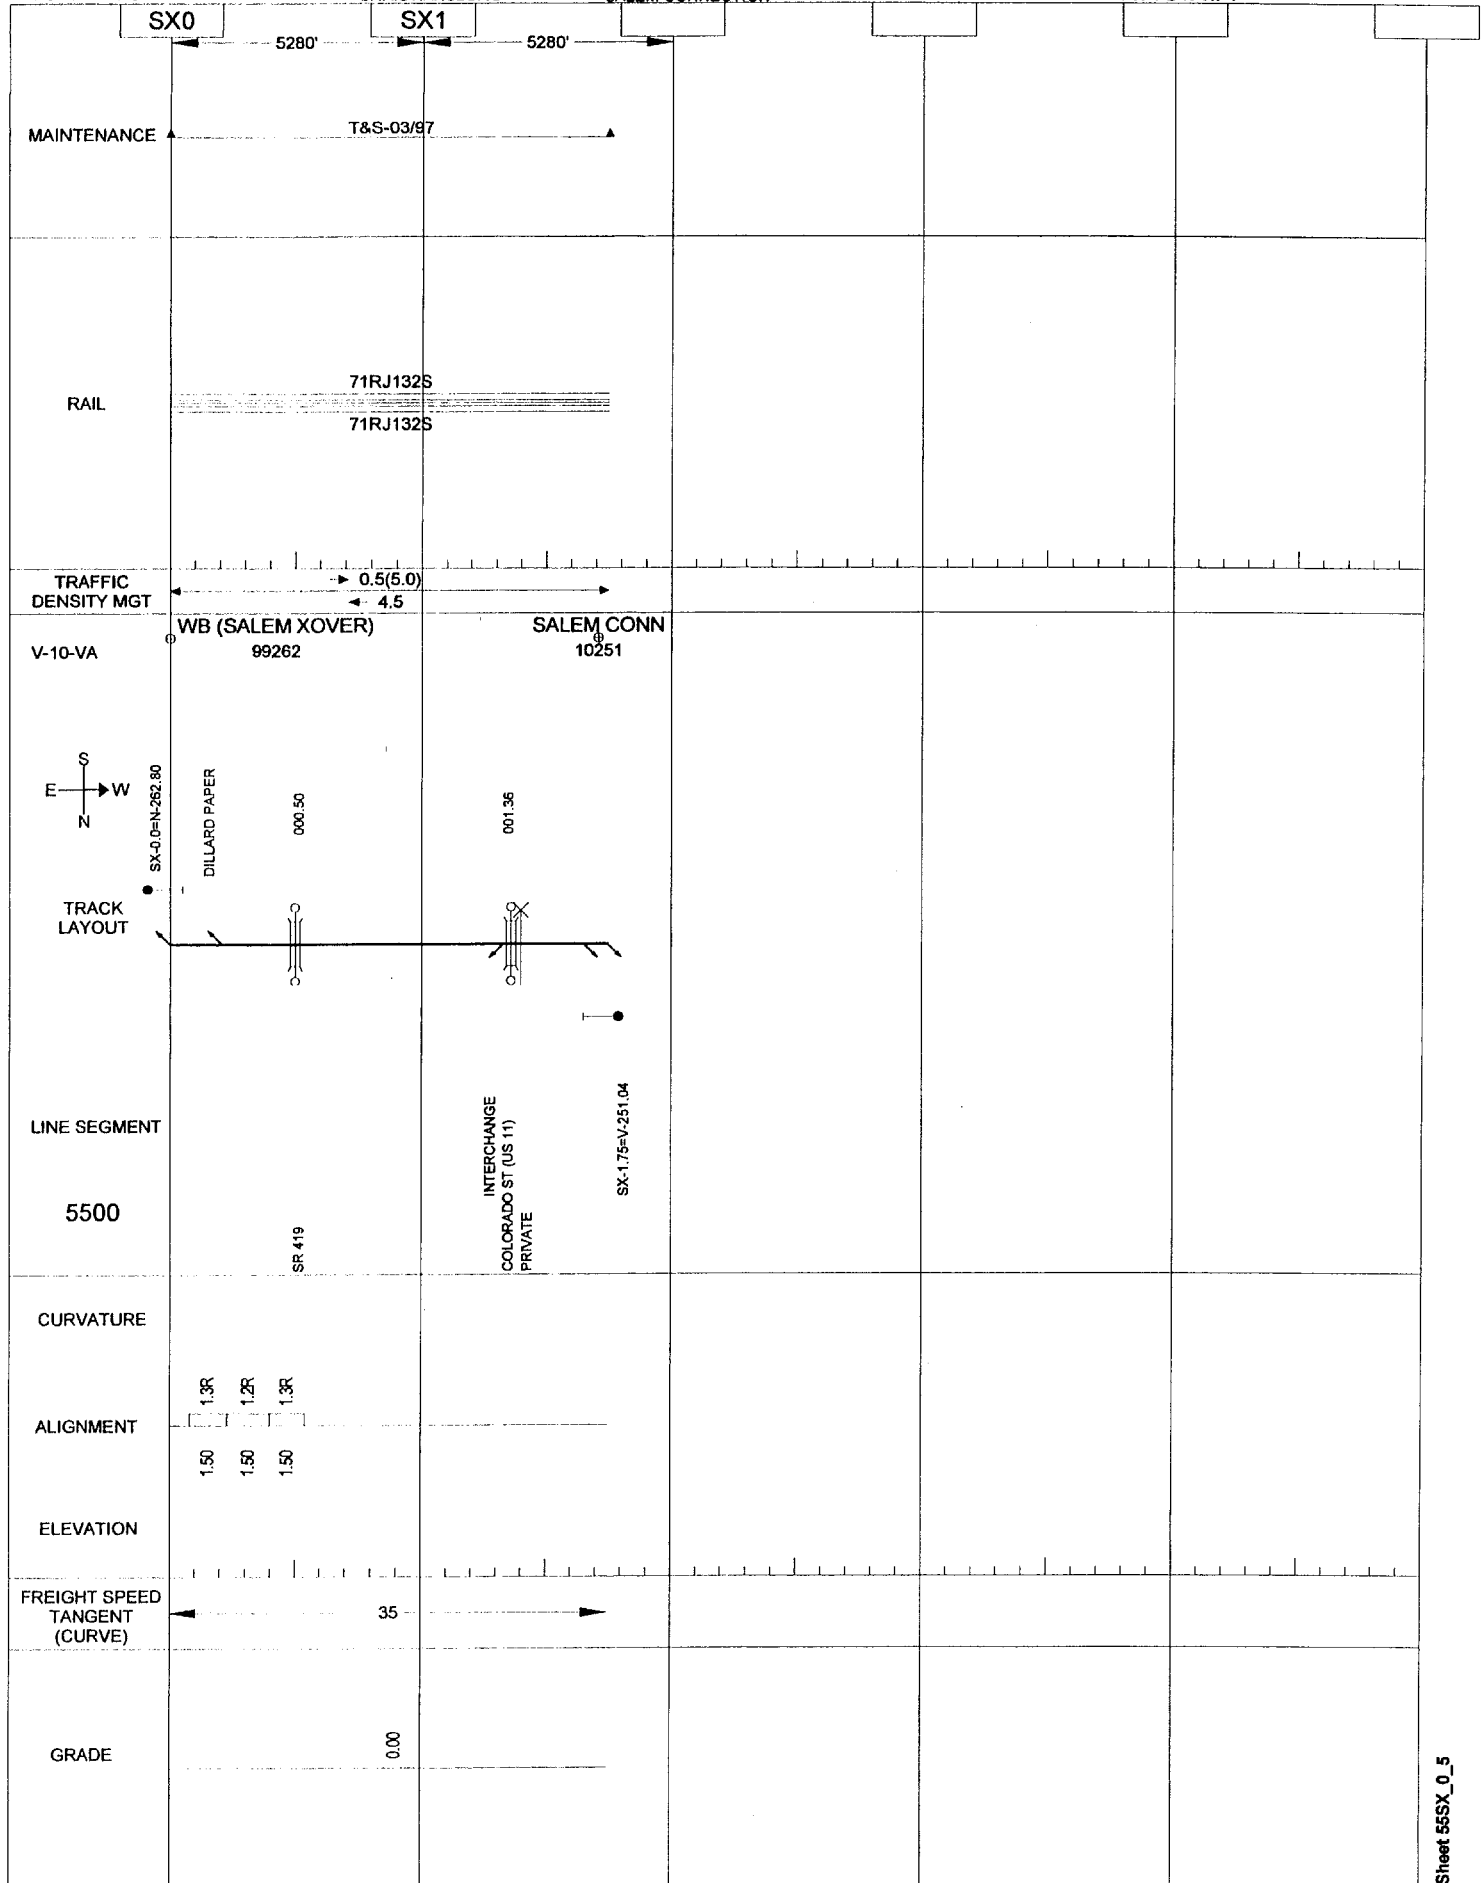 SX0
SX1
5280'
5280'
MAINTENANCE
T&S-03/97
RAIL
71RJ132S
71RJ132S
TRAFFIC
DENSITY MGT
0.5(5.0)
4.5
V-10-VA
WB (SALEM XOVER)
99262
SALEM CONN
10251
S
E
W
N
SX-0.0=N-262.80
DILLARD PAPER
000.50
001.36
TRACK
LAYOUT
LINE SEGMENT
5500
SR 419
INTERCHANGE
COLORADO ST (US 11)
PRIVATE
SX-1.75=V-251.04
CURVATURE
1.3R
1.2R
1.3R
ALIGNMENT
1.50
1.50
1.50
ELEVATION
FREIGHT SPEED
TANGENT
(CURVE)
35
GRADE
0.00
Sheet 55SX_0_5